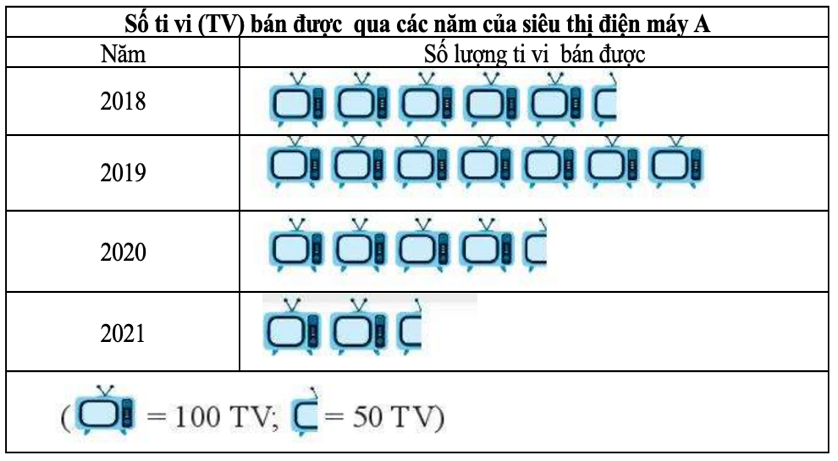 Số ti vi (TV) bán được qua các năm của siêu thị điện máy A
Năm Số lượng ti vi bán được
2018
2019
2020
2021
( = 100 TV; = 50 TV)